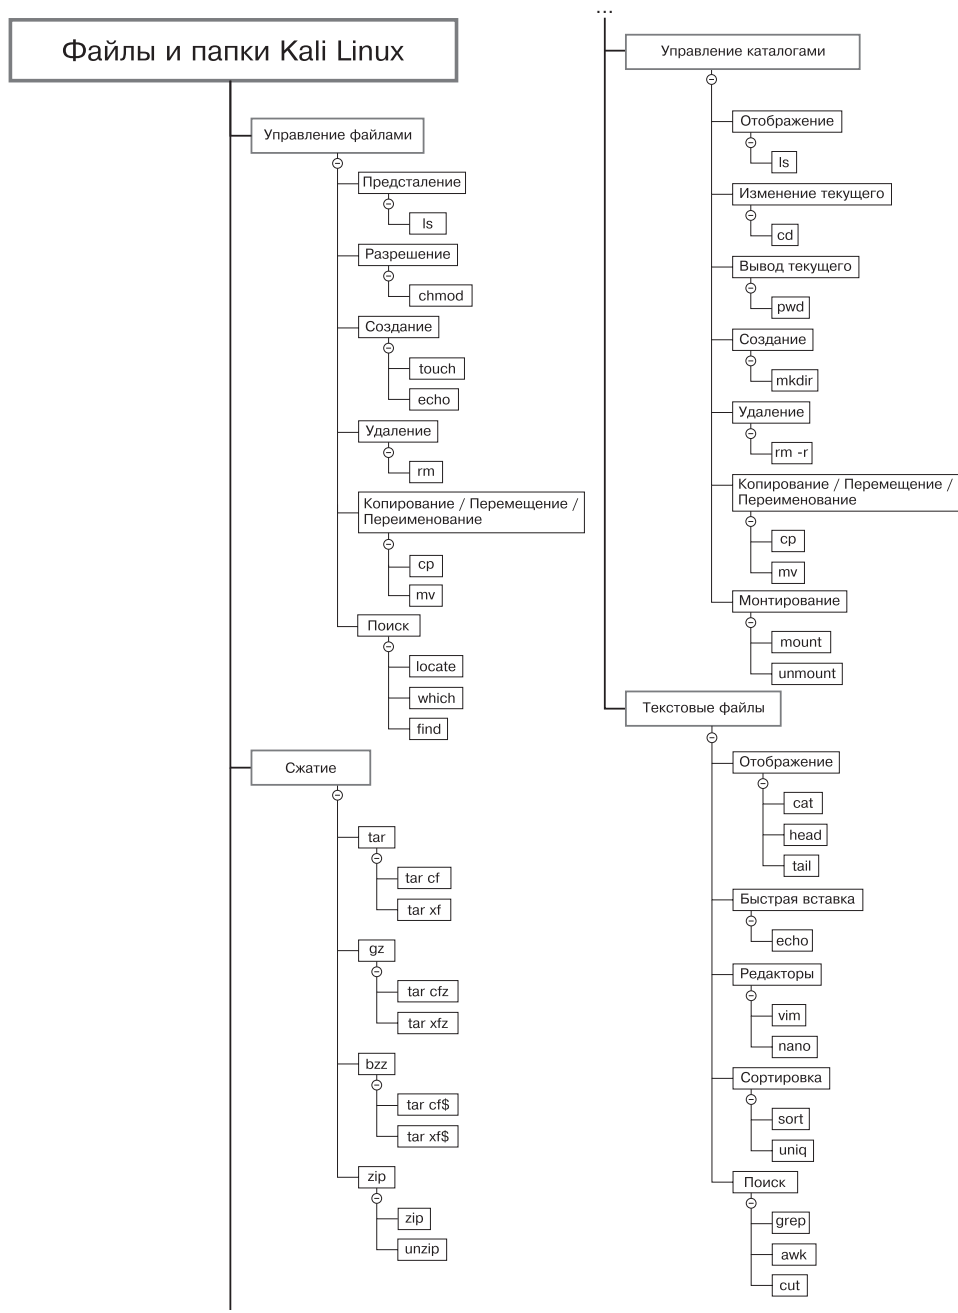 Файлы и папки Kali Linux
Управление файлами
Предсталение
ls
Разрешение
chmod
Создание
touch
echo
Удаление
rm
Копирование / Перемещение /
Переименование
cp
mv
Поиск
locate
which
find
Сжатие
tar
tar cf
tar xf
gz
tar cfz
tar xfz
bzz
tar cf$
tar xf$
zip
zip
unzip
...
Управление каталогами
Отображение
ls
Изменение текущего
cd
Вывод текущего
pwd
Создание
mkdir
Удаление
rm -r
Копирование / Перемещение /
Переименование
cp
mv
Монтирование
mount
unmount
Текстовые файлы
Отображение
cat
head
tail
Быстрая вставка
echo
Редакторы
vim
nano
Сортировка
sort
uniq
Поиск
grep
awk
cut